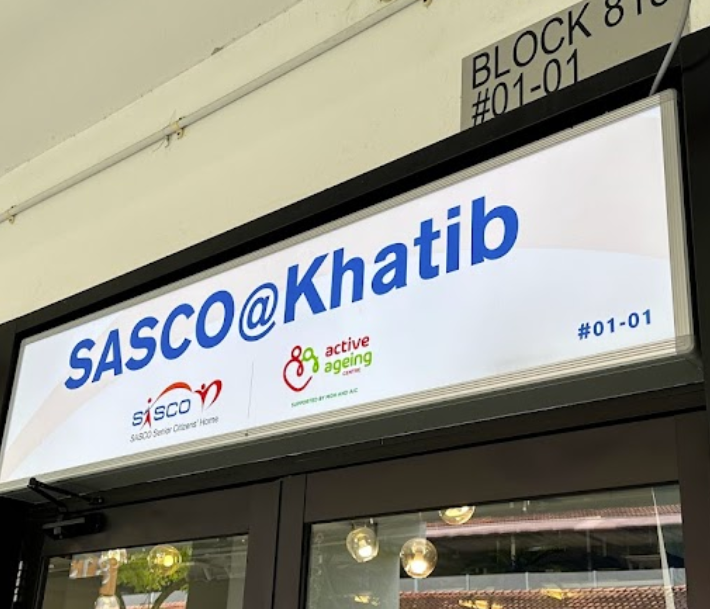 BLOCK 81
#01-01
SASCO@Khatib
#01-01
SASCO
SASCO Senior Citizens' Home
active
ageing
CENTRE
SUPPORTED BY MOH AND AIC